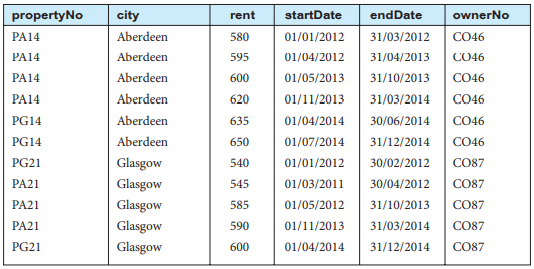 propertyNo city rent startDate endDate ownerNo
PA14 Aberdeen 580 01/01/2012 31/03/2012 CO46
PA14 Aberdeen 595 01/04/2012 31/04/2013 CO46
PA14 Aberdeen 600 01/05/2013 31/10/2013 CO46
PA14 Aberdeen 620 01/11/2013 31/03/2014 CO46
PG14 Aberdeen 635 01/04/2014 30/06/2014 CO46
PG14 Aberdeen 650 01/07/2014 31/12/2014 CO46
PG21 Glasgow 540 01/01/2012 30/02/2012 CO87
PA21 Glasgow 545 01/03/2011 30/04/2012 CO87
PA21 Glasgow 585 01/05/2012 31/10/2013 CO87
PA21 Glasgow 590 01/11/2013 31/03/2014 CO87
PG21 Glasgow 600 01/04/2014 31/12/2014 CO87